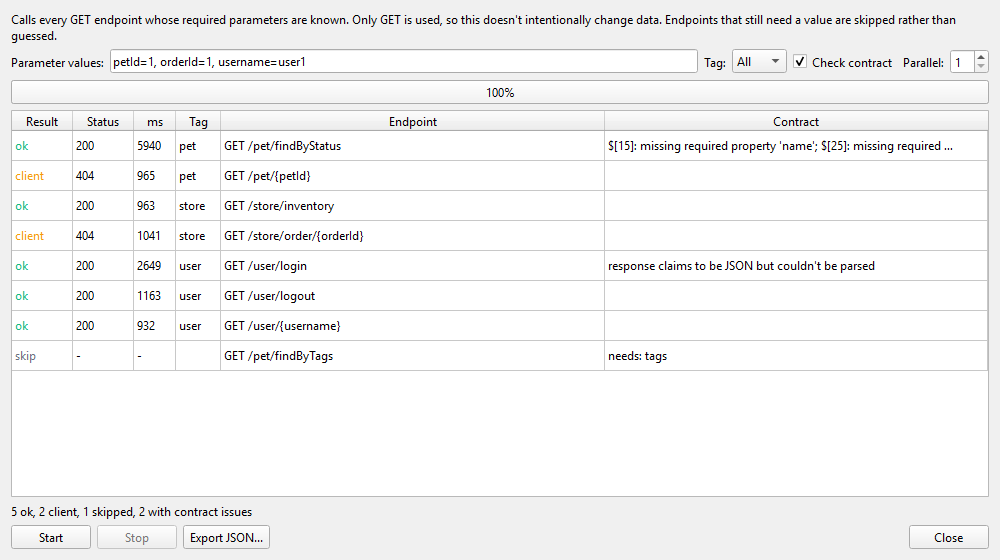 Calls every GET endpoint whose required parameters are known. Only GET is used, so this doesn't intentionally change data. Endpoints that still need a value are skipped rather than
guessed.
Parameter values: petId=1, orderId=1, username=user1 Tag: All Check contract Parallel: 1
100%
Result Status ms Tag Endpoint Contract
ok 200 5940 pet GET /pet/findByStatus $[15]: missing required property 'name'; $[25]: missing required ...
client 404 965 pet GET /pet/{petId}
ok 200 963 store GET /store/inventory
client 404 1041 store GET /store/order/{orderId}
ok 200 2649 user GET /user/login response claims to be JSON but couldn't be parsed
ok 200 1163 user GET /user/logout
ok 200 932 user GET /user/{username}
skip - - GET /pet/findByTags needs: tags
5 ok, 2 client, 1 skipped, 2 with contract issues
Start Stop Export JSON... Close